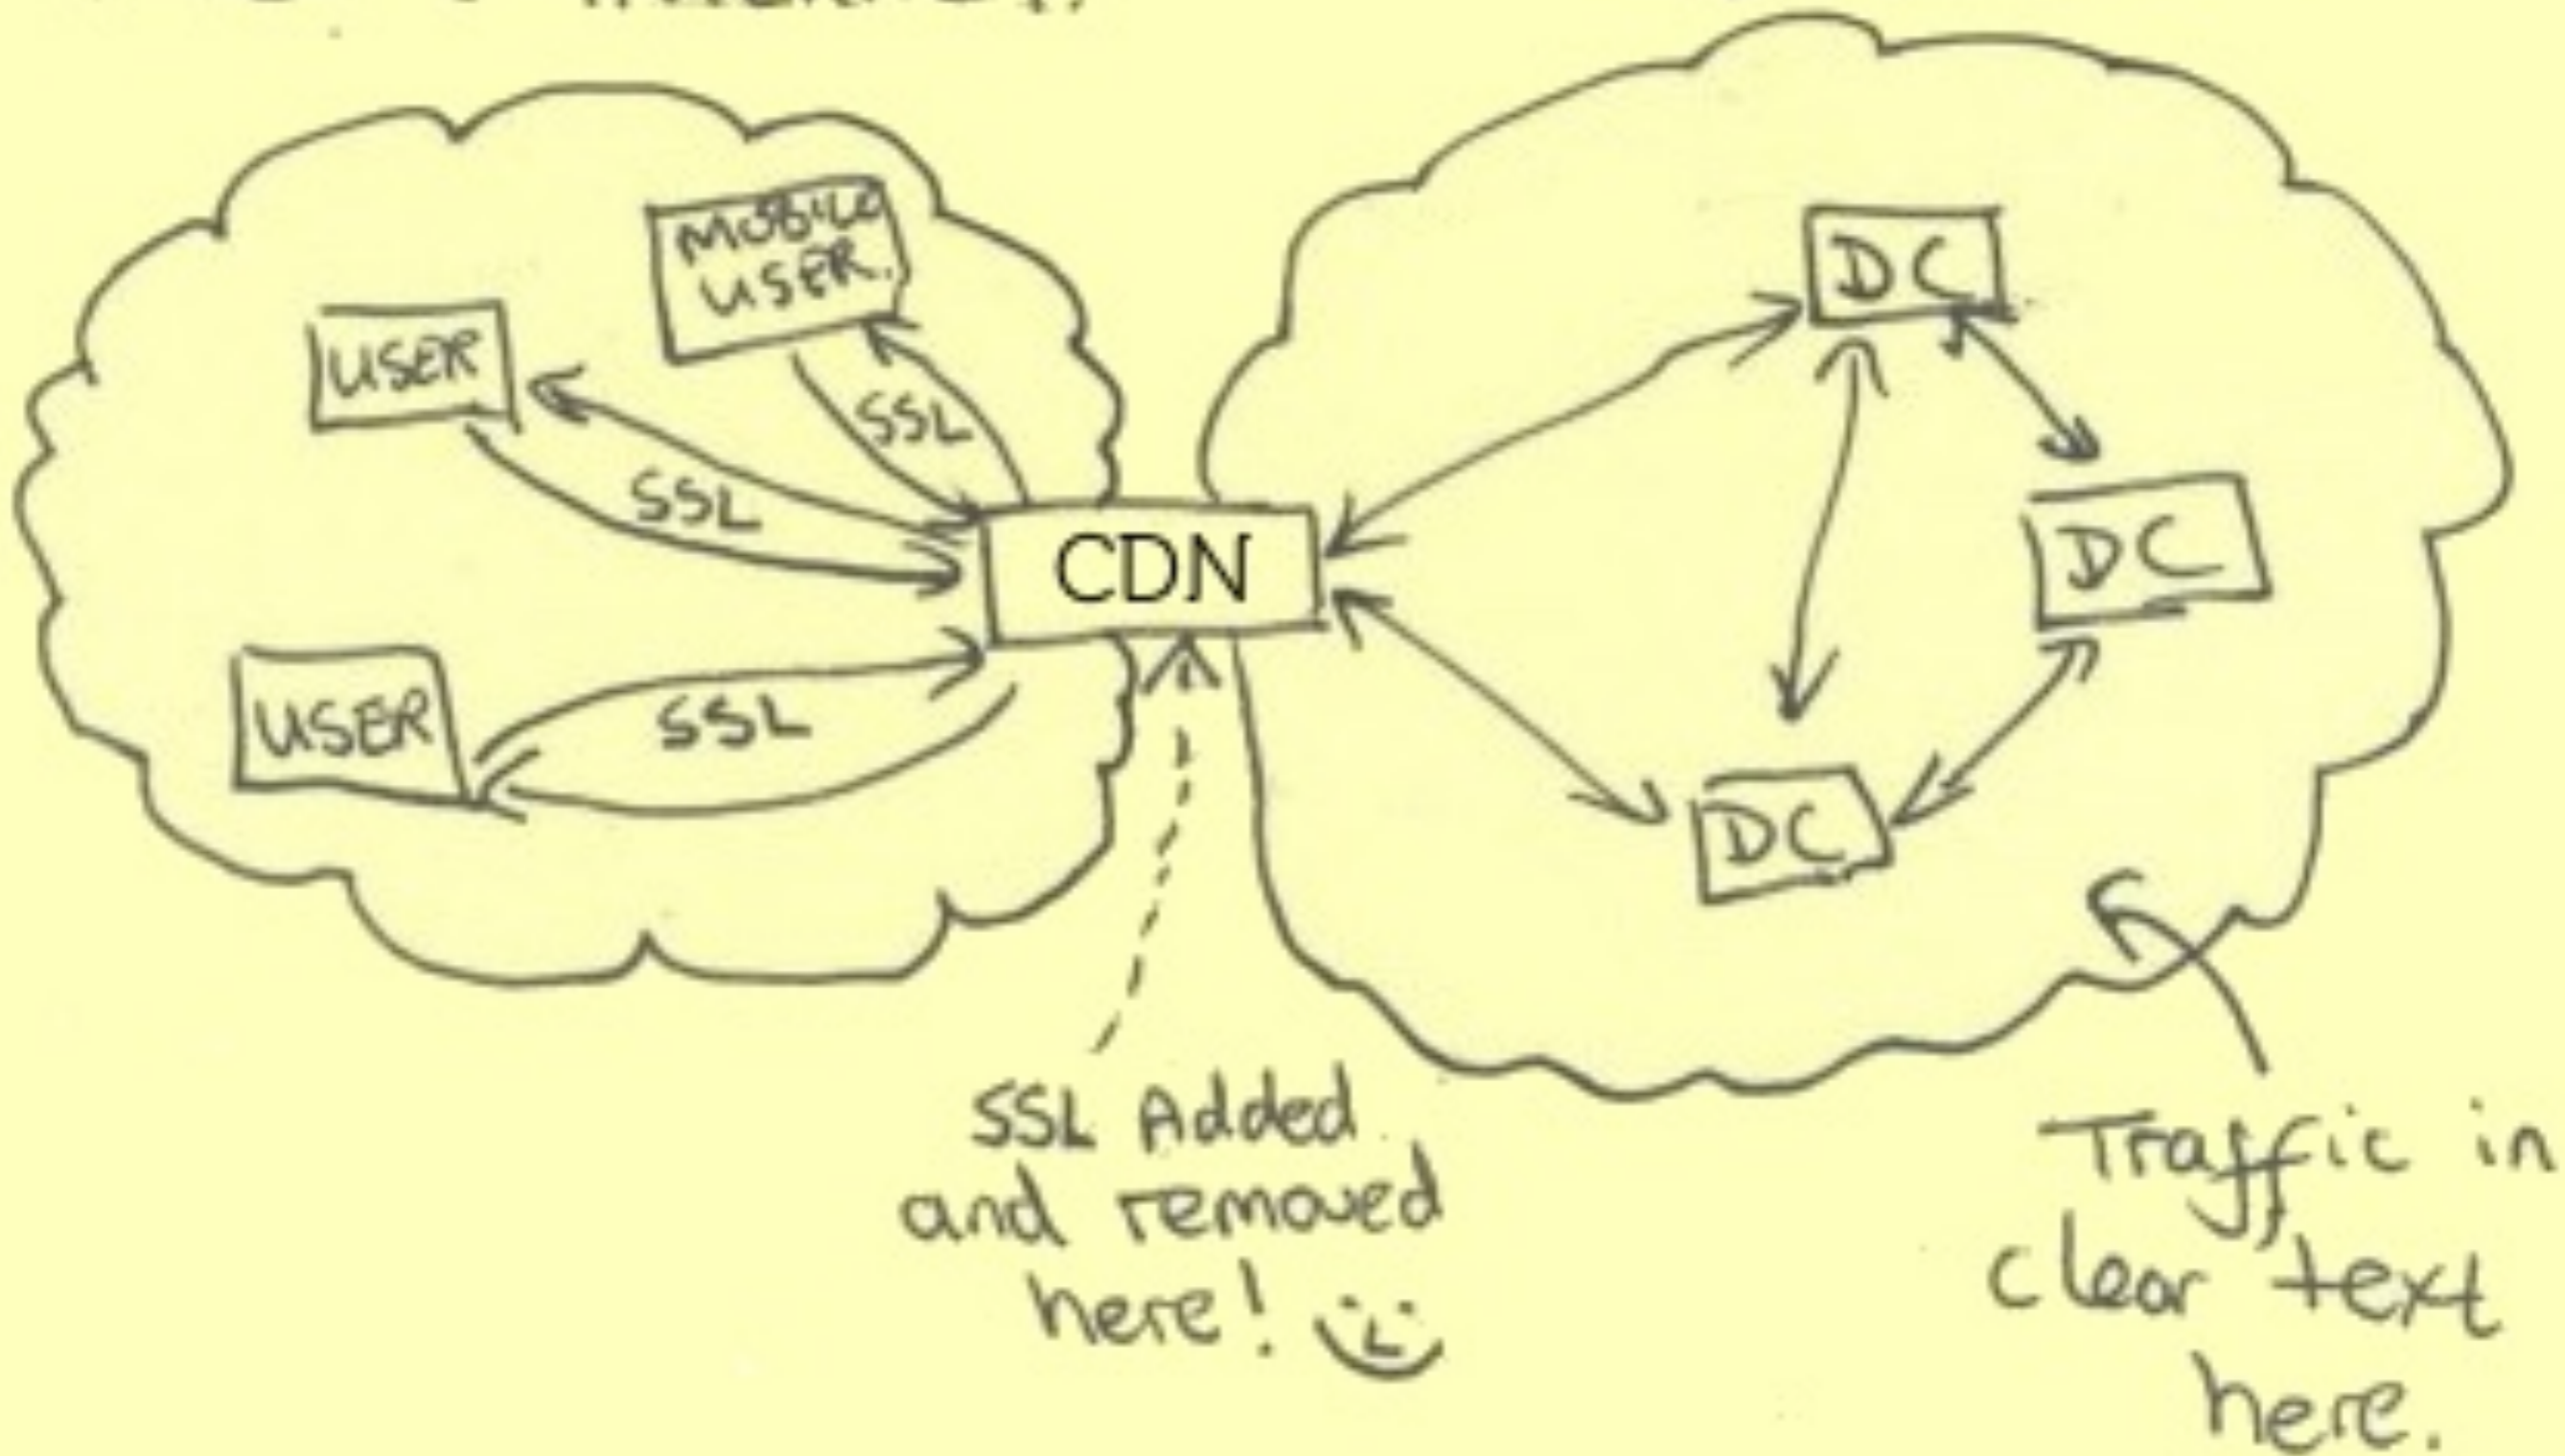 MOBILE
USER.
USER
SSL
SSL
USER
SSL
CDN
DC
DC
DC
SSL Added
and removed
here!
Traffic in
clear text
here.